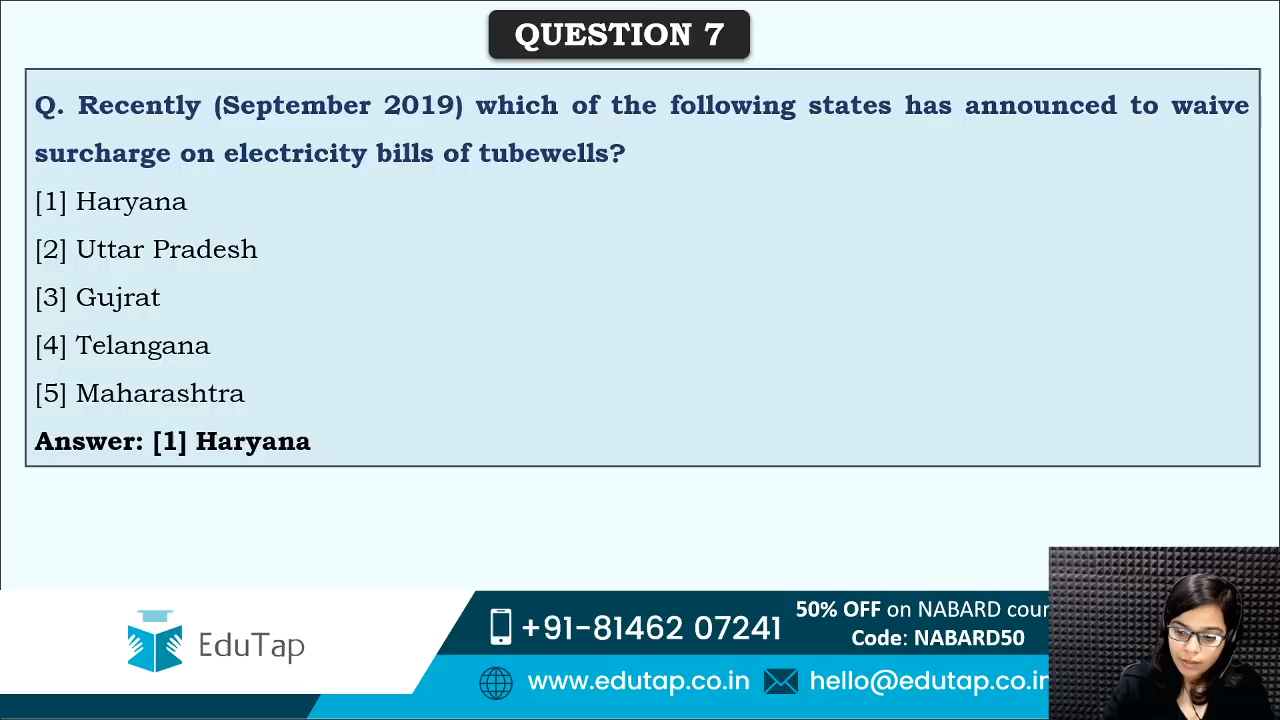 QUESTION 7
Q. Recently (September 2019) which of the following states has announced to waive
surcharge on electricity bills of tubewells?
[1] Haryana
[2] Uttar Pradesh
[3] Gujrat
[4] Telangana
[5] Maharashtra
Answer: [1] Haryana
EduTap
+91-81462 07241
50% OFF on NABARD cour
Code: NABARD50
www.edutap.co.in
hello@edutap.co.in